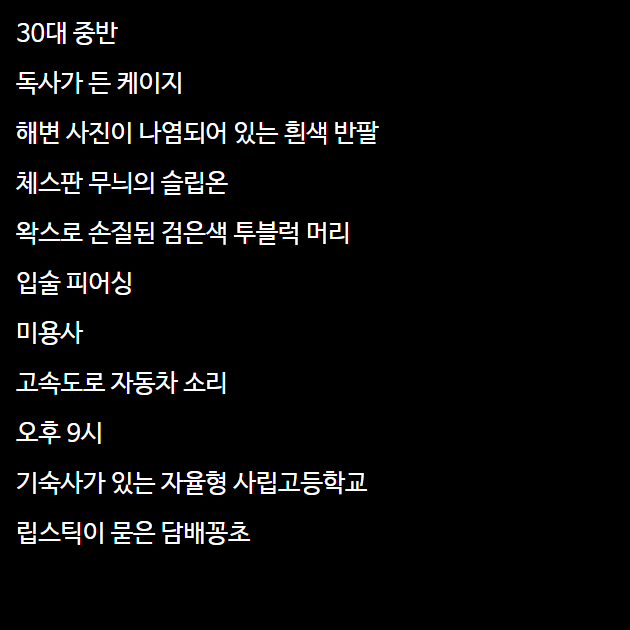 30대 중반
독사가 든 케이지
해변 사진이 나염되어 있는 흰색 반팔
체스판 무늬의 슬립온
왁스로 손질된 검은색 투블럭 머리
입술 피어싱
미용사
고속도로 자동차 소리
오후 9시
기숙사가 있는 자율형 사립고등학교
립스틱이 묻은 담배꽁초